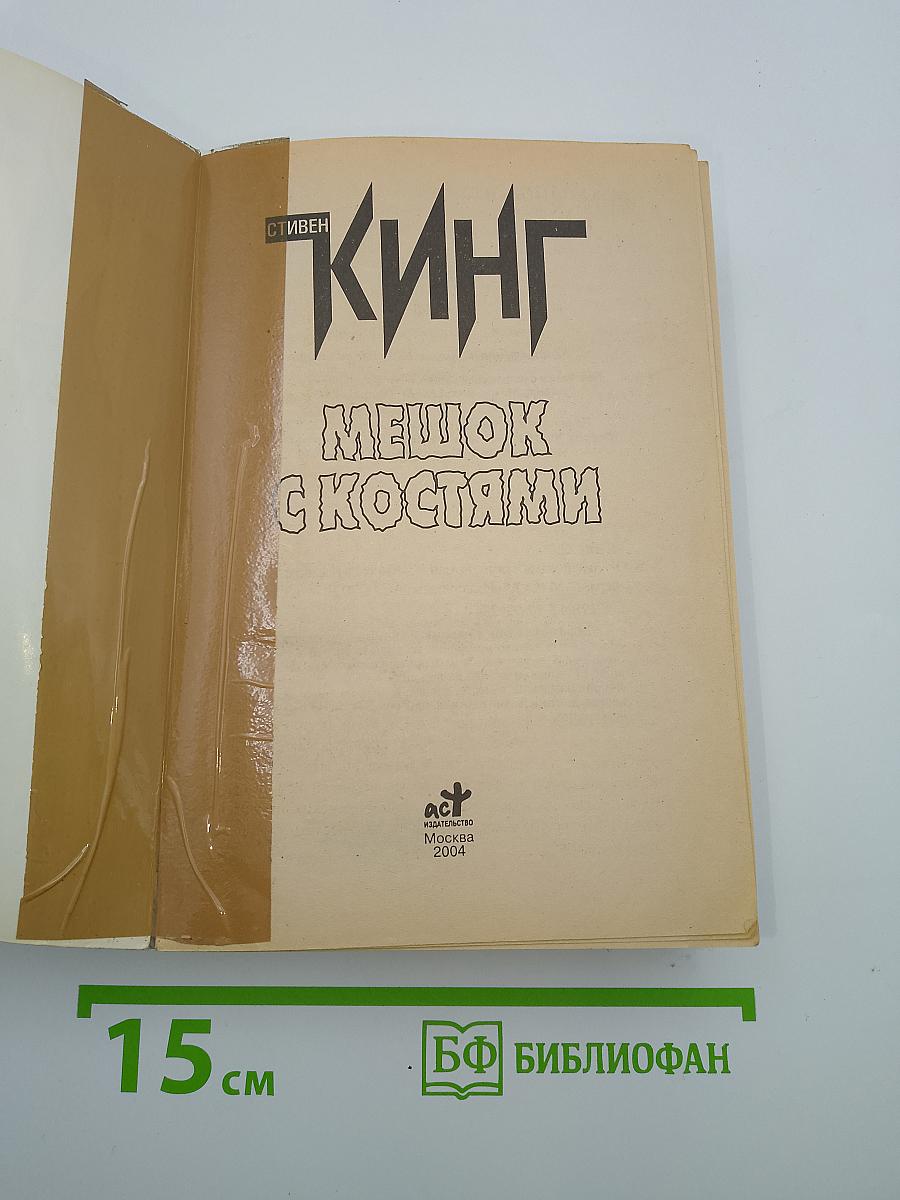 СТИВЕН
КИНГ
МЕШОК
С КОСТЯМИ
аст
ИЗДАТЕЛЬСТВО
Москва
2004
15 см
БФ БИБЛИОФАН